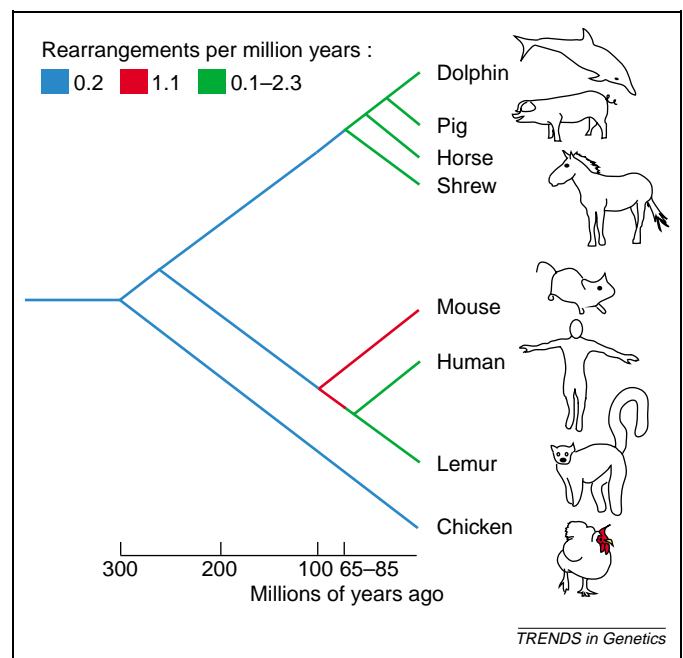 Rearrangements per million years :
0.2 1.1 0.1–2.3
Dolphin
Pig
Horse
Shrew
Mouse
Human
Lemur
Chicken
300 200 100 65–85
Millions of years ago
TRENDS in Genetics